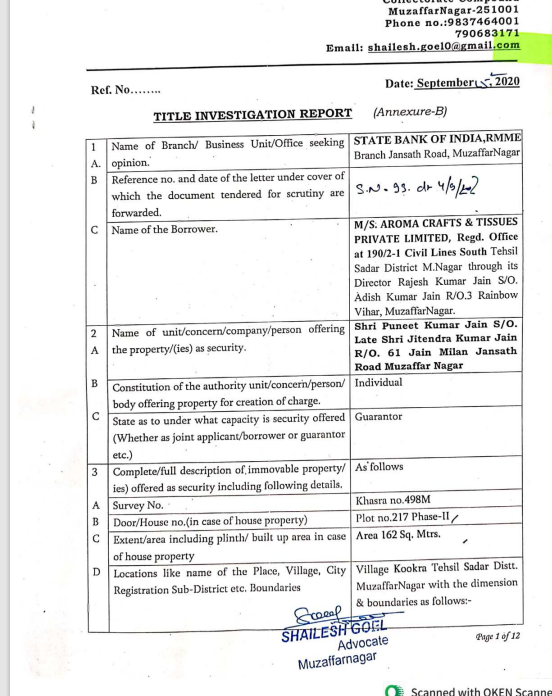 MuzaffarNagar-251001
Phone no.:9837464001
790683171
Email: shailesh.goel0@gmail.com
Ref. No........
Date: September 2020
TITLE INVESTIGATION REPORT (Annexure-B)
1 Name of Branch/ Business Unit/Office seeking STATE BANK OF INDIA,RMME
A. opinion. Branch Jansath Road, MuzaffarNagar
B Reference no. and date of the letter under cover of
which the document tendered for scrutiny are S.N. 99. dt 4/9/
forwarded.
C Name of the Borrower. M/S. AROMA CRAFTS & TISSUES
PRIVATE LIMITED, Regd. Office
at 190/2-1 Civil Lines South Tehsil
Sadar District M.Nagar through its
Director Rajesh Kumar Jain S/O.
Adish Kumar Jain R/O.3 Rainbow
Vihar, MuzaffarNagar.
2 Name of unit/concern/company/person offering Shri Puneet Kumar Jain S/O.
A the property/(ies) as security. Late Shri Jitendra Kumar Jain
R/O. 61 Jain Milan Jansath
Road Muzaffar Nagar
B Constitution of the authority unit/concern/person/ Individual
body offering property for creation of charge.
C State as to under what capacity is security offered Guarantor
(Whether as joint applicant/borrower or guarantor
etc.)
3 Complete/full description of immovable property/ As follows
ies) offered as security including following details.
A Survey No. Khasra no.498M
B Door/House no.(in case of house property) Plot no.217 Phase-II
C Extent/area including plinth/ built up area in case Area 162 Sq. Mtrs.
of house property
D Locations like name of the Place, Village, City Village Kookra Tehsil Sadar Distt.
Registration Sub-District etc. Boundaries MuzaffarNagar with the dimension
& boundaries as follows:-
SHAILESH GOEL
Advocate
Muzaffarnagar
Page 1 of 12
Scanned with OKEN Scanne